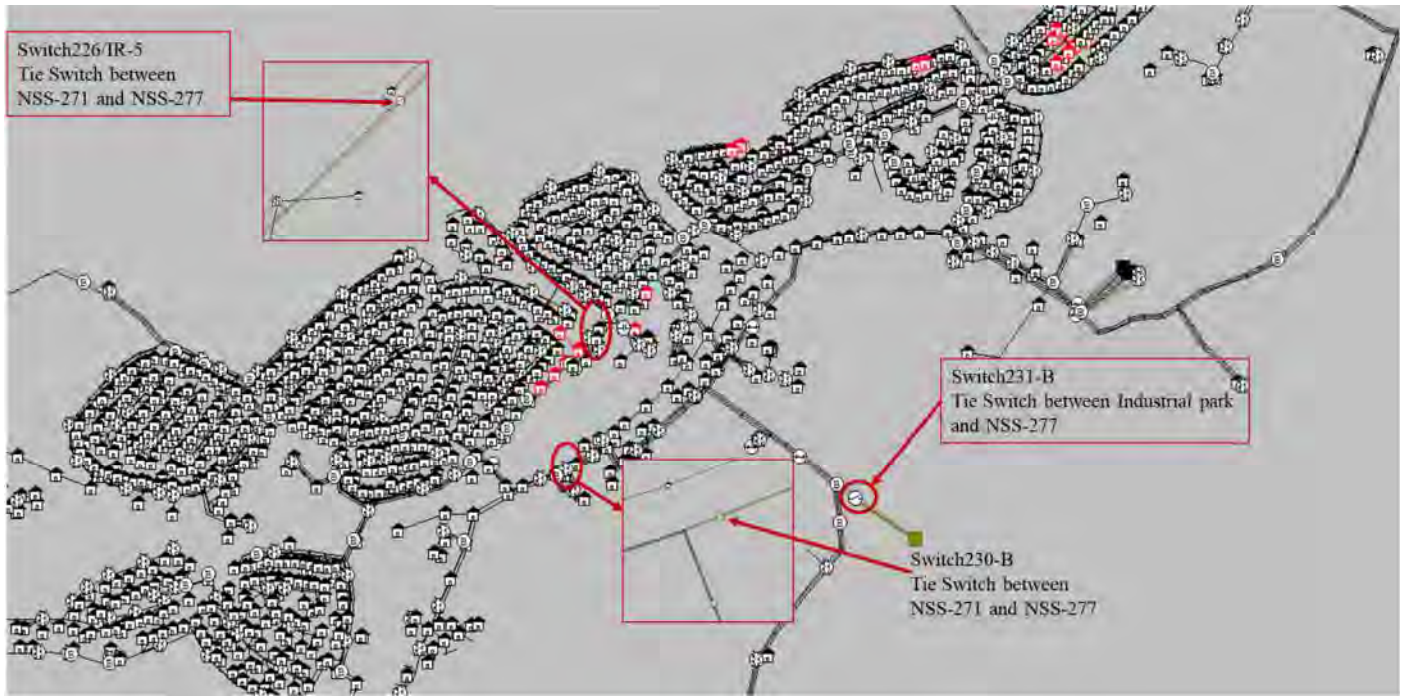 Switch226/IR-5
Tie Switch between
NSS-271 and NSS-277
Switch231-B
Tie Switch between Industrial park
and NSS-277
Switch230-B
Tie Switch between
NSS-271 and NSS-277